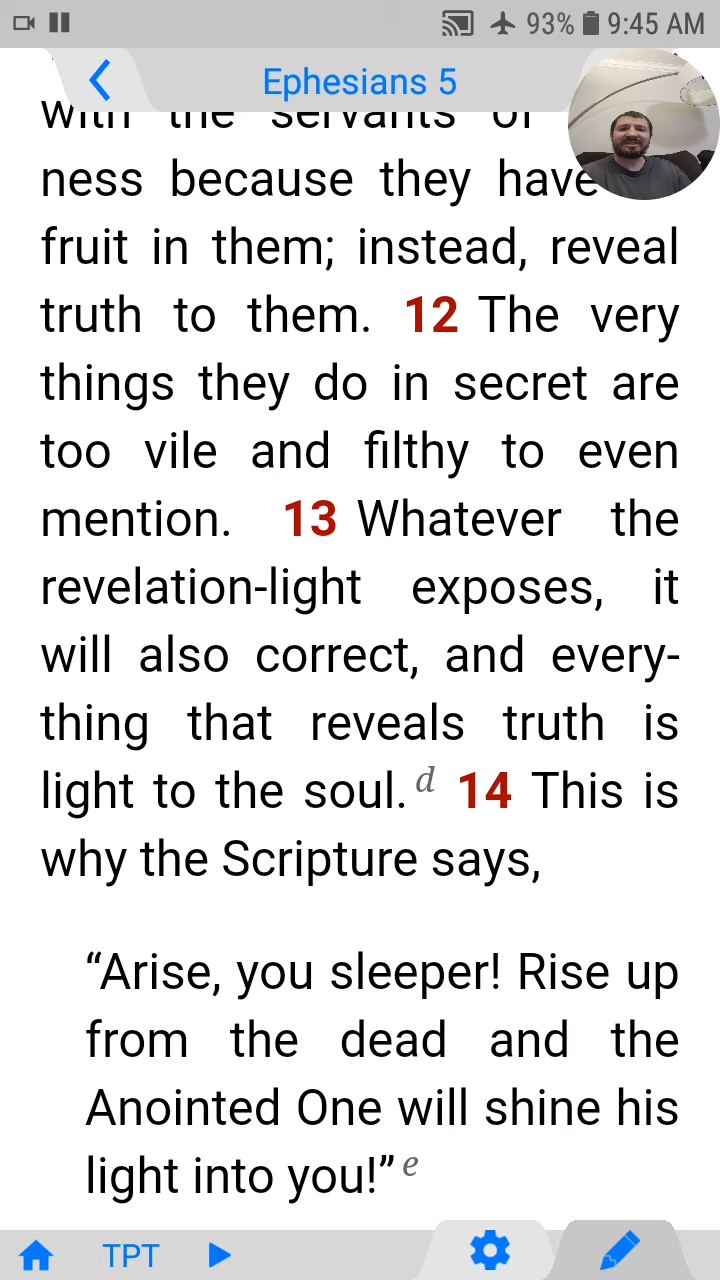 93% 9:45 AM
Ephesians 5
with the servants of
ness because they have
fruit in them; instead, reveal
truth to them. 12 The very
things they do in secret are
too vile and filthy to even
mention. 13 Whatever the
revelation-light exposes, it
will also correct, and every-
thing that reveals truth is
light to the soul. d 14 This is
why the Scripture says,
“Arise, you sleeper! Rise up
from the dead and the
Anointed One will shine his
light into you!” e
TPT